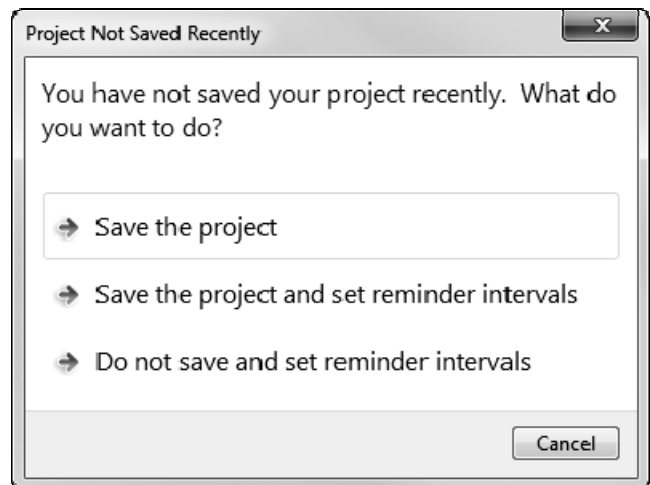 Project Not Saved Recently
You have not saved your project recently.  What do
you want to do?
Save the project
Save the project and set reminder intervals
Do not save and set reminder intervals
Cancel